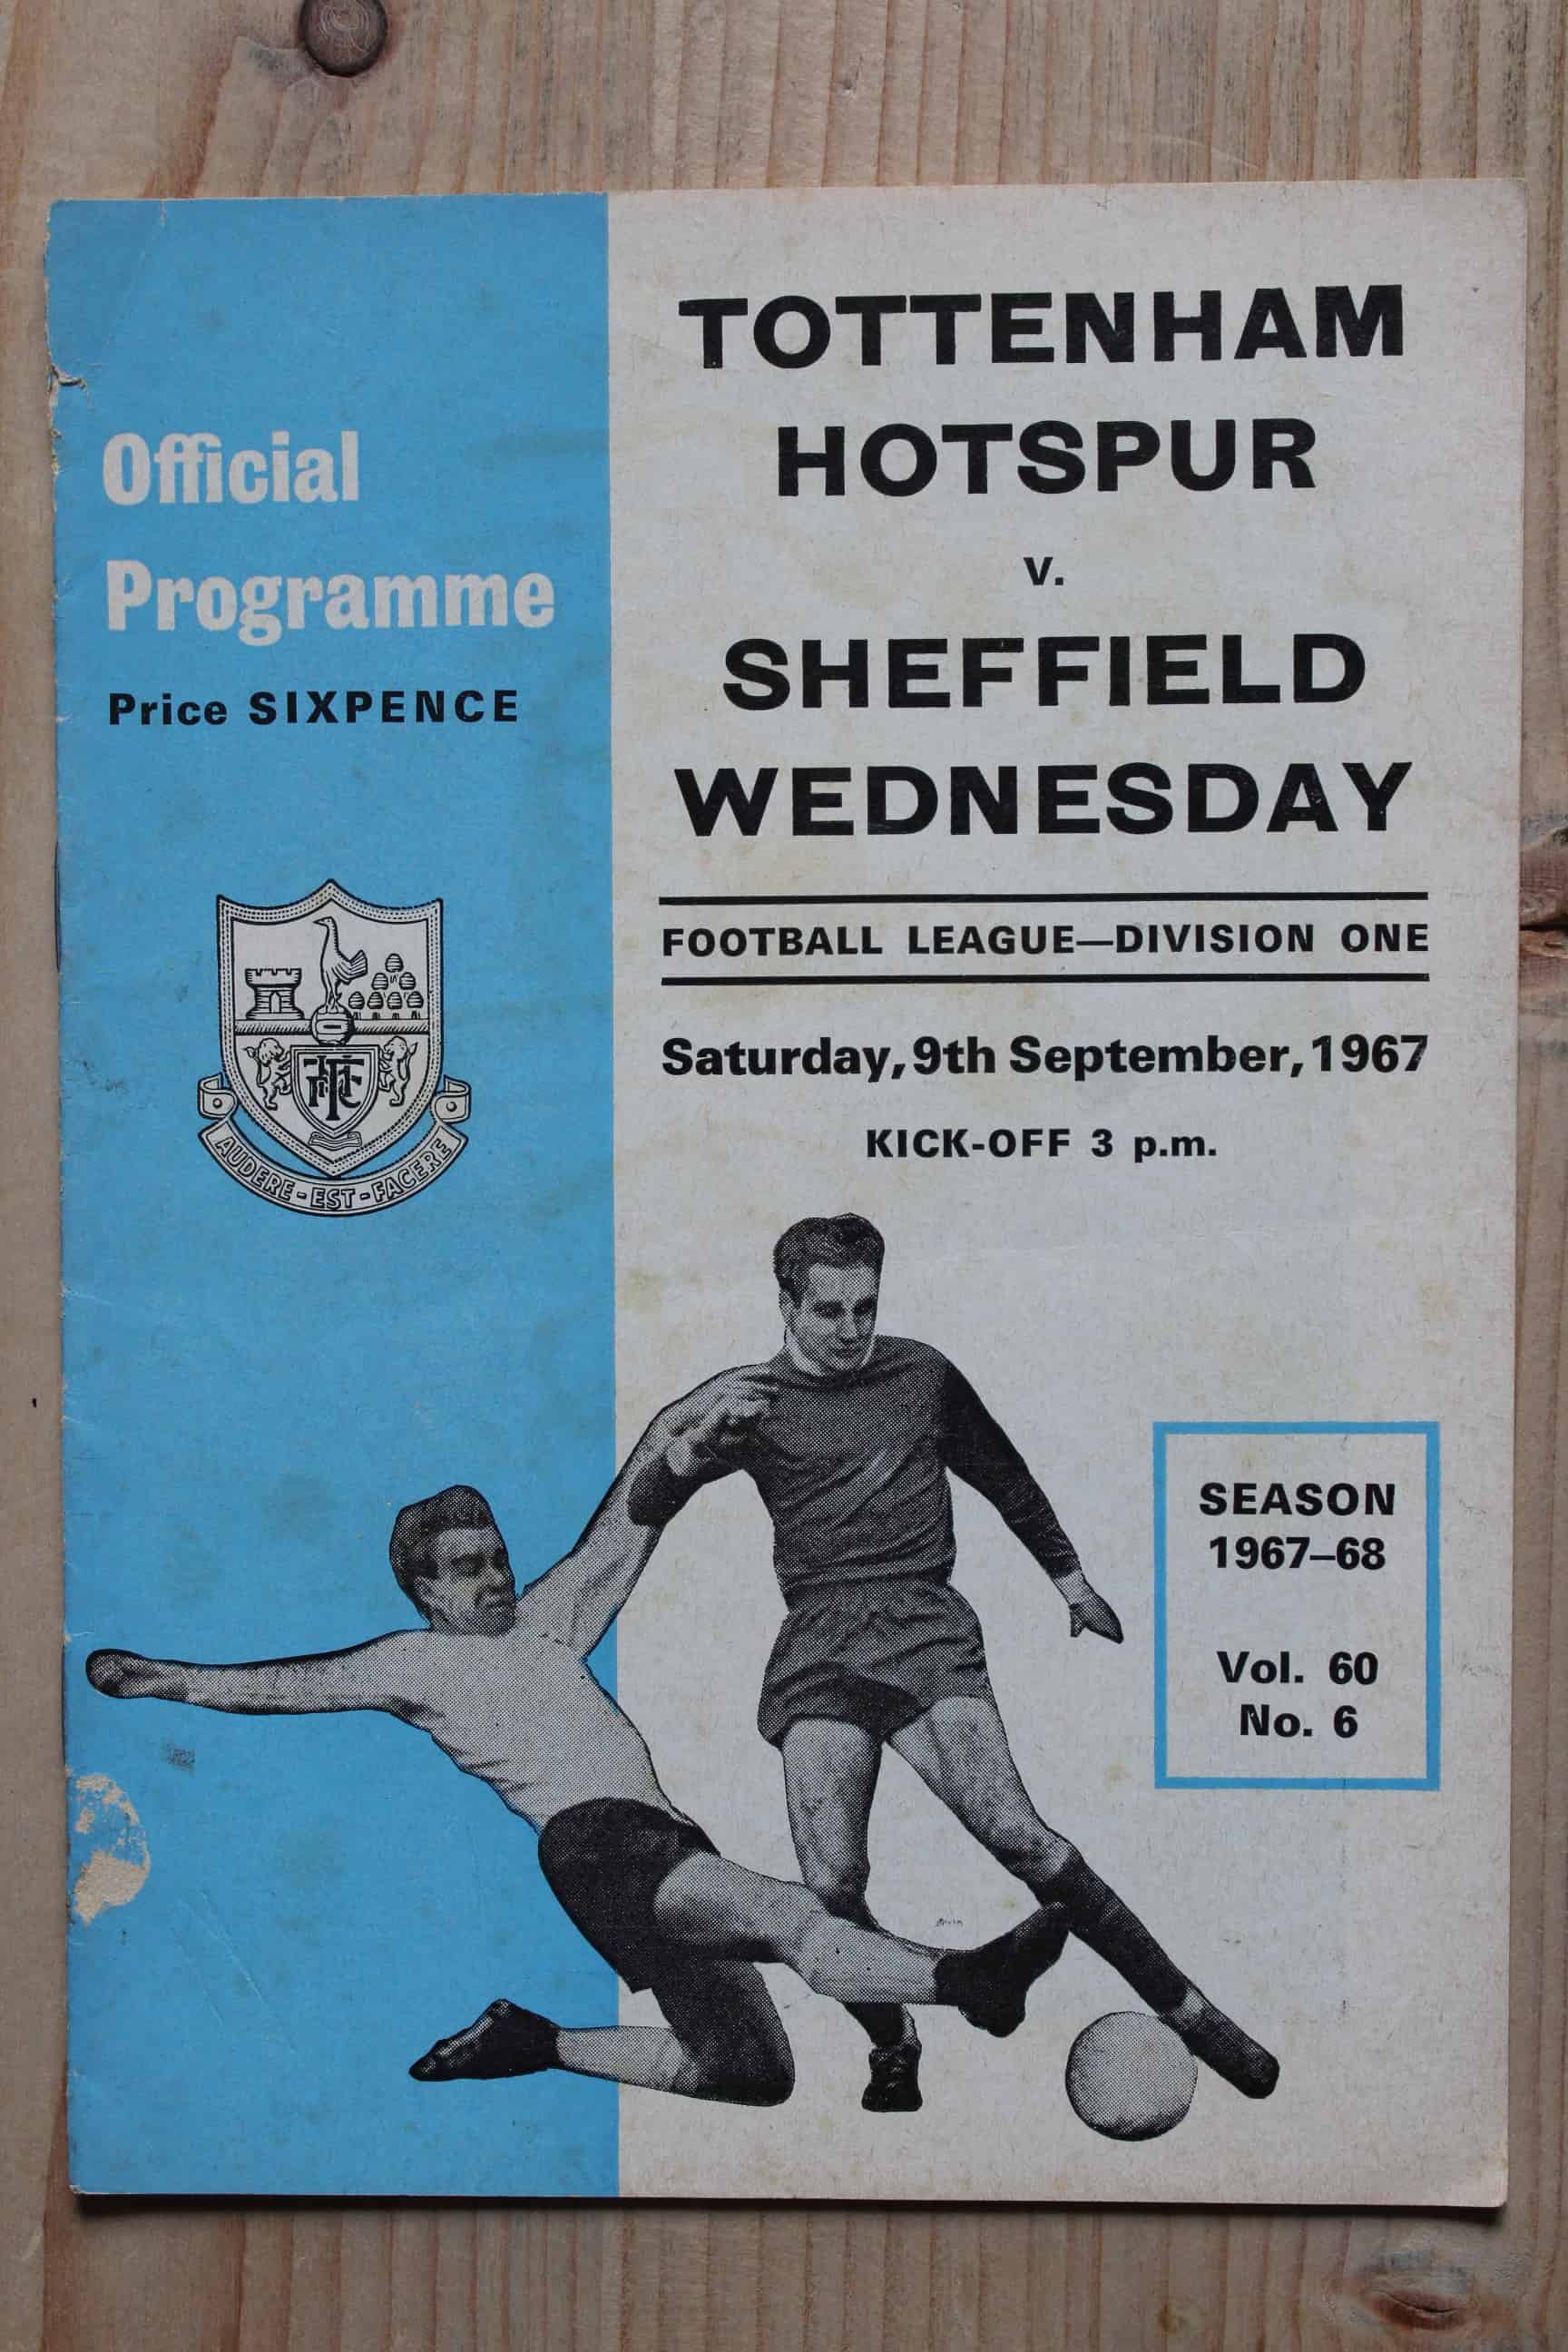 Official
Programme
Price SIXPENCE
AUDERE - EST - FACERE
TOTTENHAM
HOTSPUR
v.
SHEFFIELD
WEDNESDAY
FOOTBALL LEAGUE—DIVISION ONE
Saturday, 9th September, 1967
KICK-OFF 3 p.m.
SEASON
1967–68
Vol. 60
No. 6